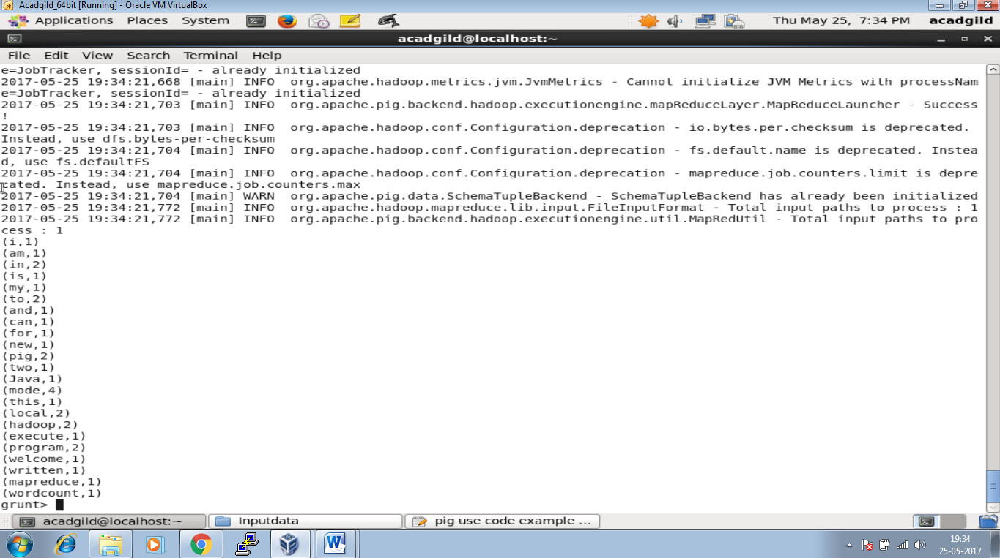 Acadgild_64bit [Running] - Oracle VM VirtualBox
Applications Places System Thu May 25, 7:34 PM acadgild
acadgild@localhost:~
File Edit View Search Terminal Help
e=JobTracker, sessionId= - already initialized
2017-05-25 19:34:21,668 [main] INFO  org.apache.hadoop.metrics.jvm.JvmMetrics - Cannot initialize JVM Metrics with processNam
e=JobTracker, sessionId= - already initialized
2017-05-25 19:34:21,703 [main] INFO  org.apache.pig.backend.hadoop.executionengine.mapReduceLayer.MapReduceLauncher - Success
!
2017-05-25 19:34:21,703 [main] INFO  org.apache.hadoop.conf.Configuration.deprecation - io.bytes.per.checksum is deprecated.
Instead, use dfs.bytes-per-checksum
2017-05-25 19:34:21,704 [main] INFO  org.apache.hadoop.conf.Configuration.deprecation - fs.default.name is deprecated. Instea
d, use fs.defaultFS
2017-05-25 19:34:21,704 [main] INFO  org.apache.hadoop.conf.Configuration.deprecation - mapreduce.job.counters.limit is depre
cated. Instead, use mapreduce.job.counters.max
2017-05-25 19:34:21,704 [main] WARN  org.apache.pig.data.SchemaTupleBackend - SchemaTupleBackend has already been initialized
2017-05-25 19:34:21,772 [main] INFO  org.apache.hadoop.mapreduce.lib.input.FileInputFormat - Total input paths to process : 1
2017-05-25 19:34:21,772 [main] INFO  org.apache.pig.backend.hadoop.executionengine.util.MapRedUtil - Total input paths to pro
cess : 1
(i,1)
(am,1)
(in,2)
(is,1)
(my,1)
(to,2)
(and,1)
(can,1)
(for,1)
(new,1)
(pig,2)
(two,1)
(Java,1)
(mode,4)
(this,1)
(local,2)
(hadoop,2)
(execute,1)
(program,2)
(welcome,1)
(written,1)
(mapreduce,1)
(wordcount,1)
grunt>
acadgild@localhost:~ Inputdata pig use code example ...
19:34
25-05-2017